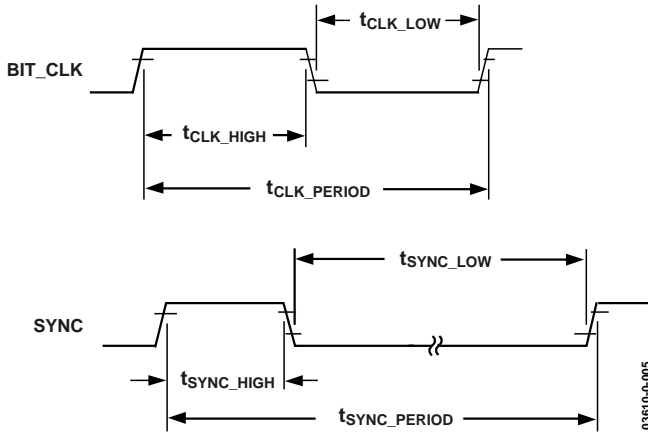 tCLK_LOW
BIT_CLK
tCLK_HIGH
tCLK_PERIOD
tSYNC_LOW
SYNC
tSYNC_HIGH
tSYNC_PERIOD
03610-0-005